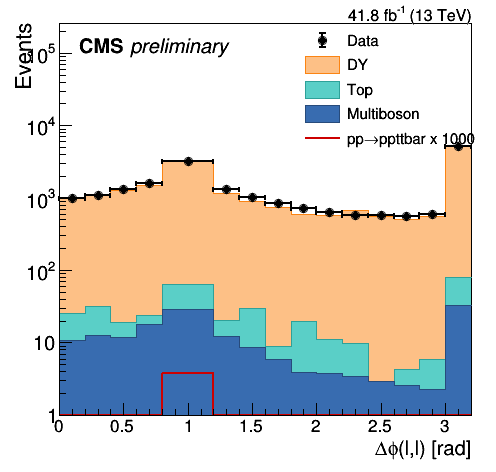 41.8 fb⁻¹ (13 TeV)
CMS preliminary
Data
DY
Top
Multiboson
pp→ppttbar x 1000
Events
10⁵
10⁴
10³
10²
10
1
0 0.5 1 1.5 2 2.5 3
Δϕ(l,l) [rad]